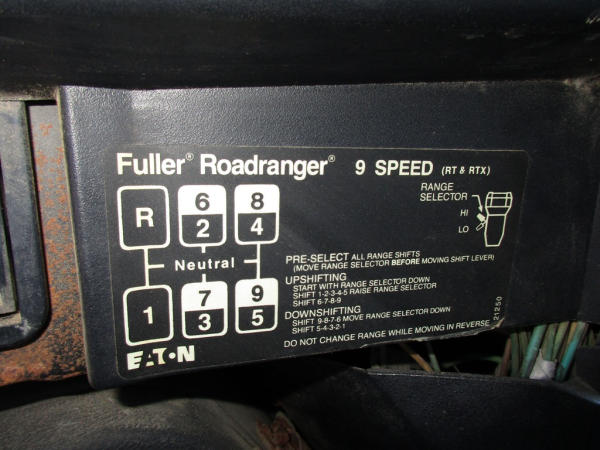 Fuller® Roadranger® 9 SPEED (RT & RTX)
RANGE
SELECTOR
HI
LO
R 6 8
2 4
Neutral
1 7 9
3 5
PRE-SELECT ALL RANGE SHIFTS
(MOVE RANGE SELECTOR BEFORE MOVING SHIFT LEVER)
UPSHIFTING
START WITH RANGE SELECTOR DOWN
SHIFT 1-2-3-4-5 RAISE RANGE SELECTOR
SHIFT 6-7-8-9
DOWNSHIFTING
SHIFT 9-8-7-6 MOVE RANGE SELECTOR DOWN
SHIFT 5-4-3-2-1
DO NOT CHANGE RANGE WHILE MOVING IN REVERSE
EATON
21250